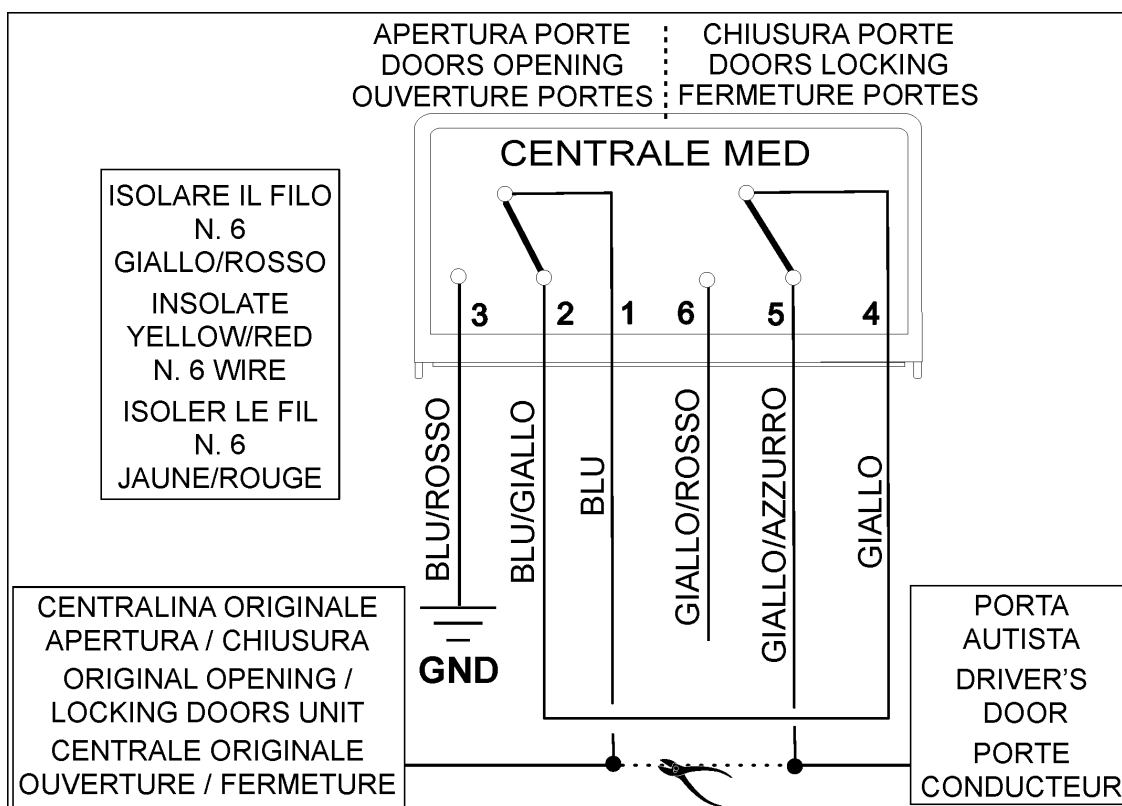 APERTURA PORTE
DOORS OPENING
OUVERTURE PORTES
CHIUSURA PORTE
DOORS LOCKING
FERMETURE PORTES
CENTRALE MED
ISOLARE IL FILO
N. 6
GIALLO/ROSSO
INSOLATE
YELLOW/RED
N. 6 WIRE
ISOLER LE FIL
N. 6
JAUNE/ROUGE
3 2 1 6 5 4
BLU/ROSSO
BLU/GIALLO
BLU
GIALLO/ROSSO
GIALLO/AZZURRO
GIALLO
GND
CENTRALINA ORIGINALE
APERTURA / CHIUSURA
ORIGINAL OPENING /
LOCKING DOORS UNIT
CENTRALE ORIGINALE
OUVERTURE / FERMETURE
PORTA
AUTISTA
DRIVER'S
DOOR
PORTE
CONDUCTEUR